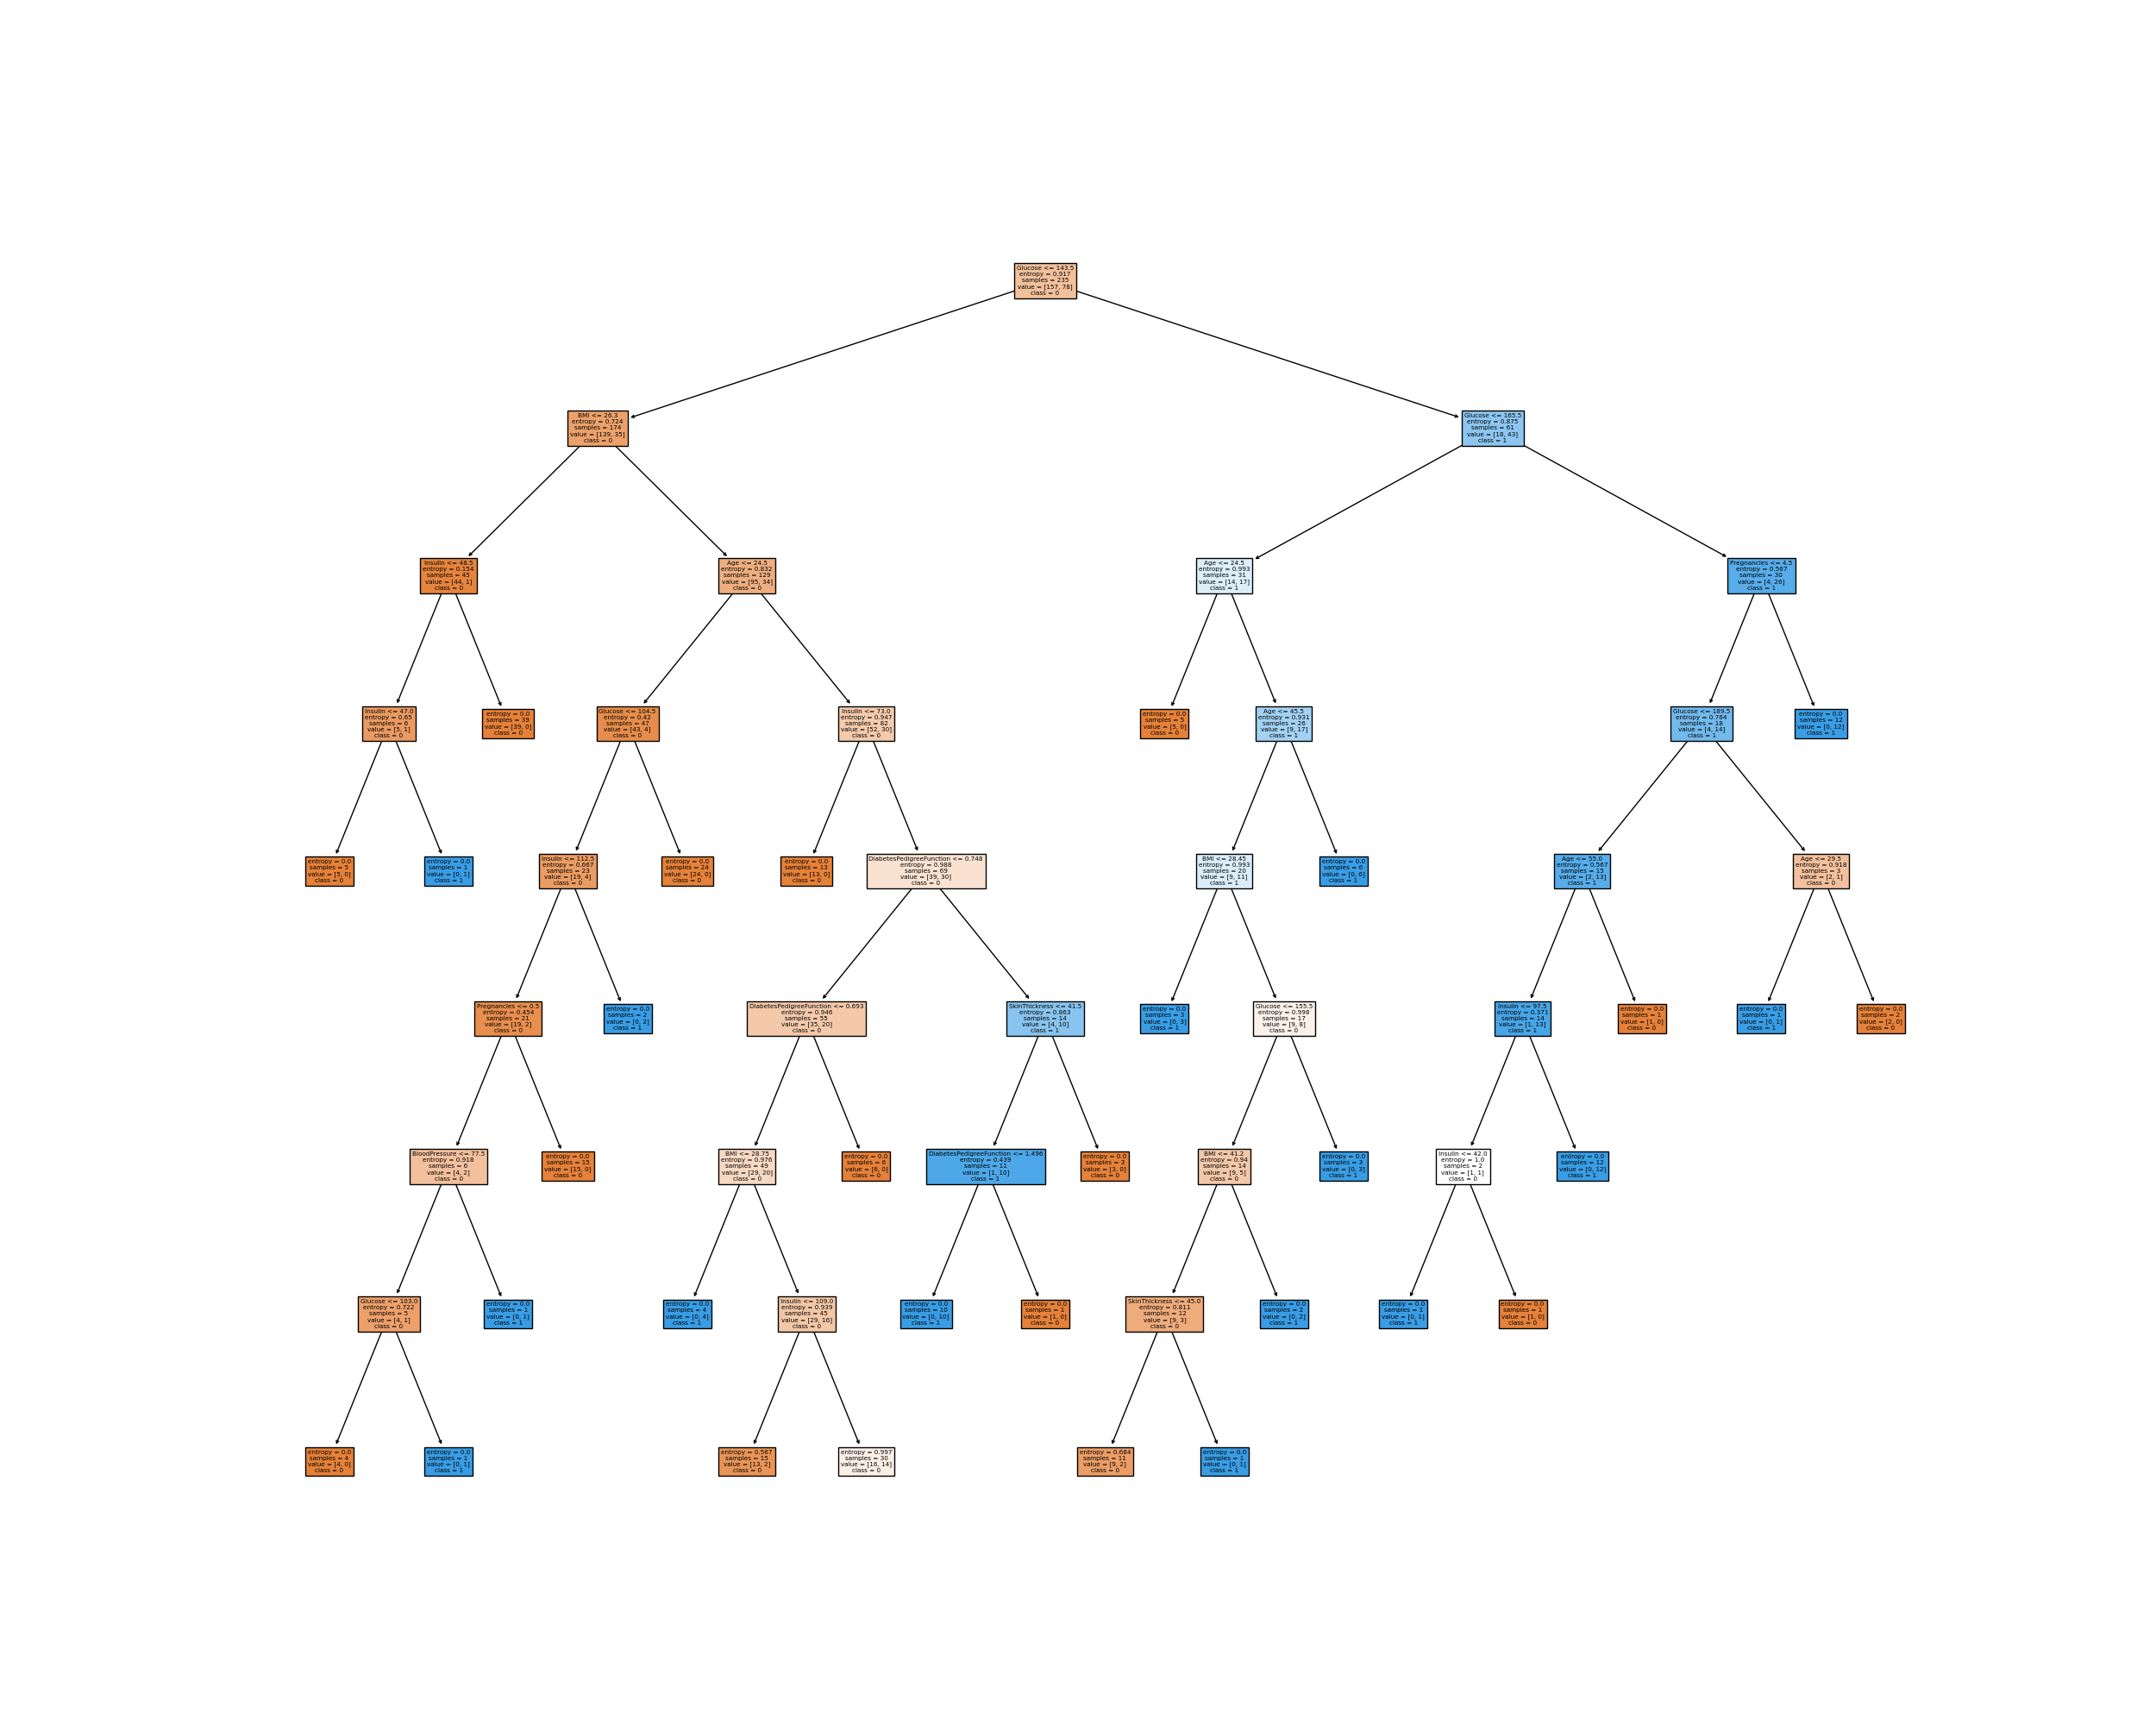 Glucose <= 143.5
entropy = 0.917
samples = 235
value = [157, 78]
class = 0
BMI <= 26.3
entropy = 0.724
samples = 174
value = [139, 35]
class = 0
Glucose <= 165.5
entropy = 0.875
samples = 61
value = [18, 43]
class = 1
Insulin <= 48.5
entropy = 0.154
samples = 45
value = [44, 1]
class = 0
Age <= 24.5
entropy = 0.832
samples = 129
value = [95, 34]
class = 0
Age <= 24.5
entropy = 0.993
samples = 31
value = [14, 17]
class = 1
Pregnancies <= 4.5
entropy = 0.567
samples = 30
value = [4, 26]
class = 1
Insulin <= 47.0
entropy = 0.65
samples = 6
value = [5, 1]
class = 0
entropy = 0.0
samples = 39
value = [39, 0]
class = 0
Glucose <= 104.5
entropy = 0.42
samples = 47
value = [43, 4]
class = 0
Insulin <= 73.0
entropy = 0.947
samples = 82
value = [52, 30]
class = 0
entropy = 0.0
samples = 5
value = [5, 0]
class = 0
Age <= 45.5
entropy = 0.931
samples = 26
value = [9, 17]
class = 1
Glucose <= 189.5
entropy = 0.764
samples = 18
value = [4, 14]
class = 1
entropy = 0.0
samples = 12
value = [0, 12]
class = 1
entropy = 0.0
samples = 5
value = [5, 0]
class = 0
entropy = 0.0
samples = 1
value = [0, 1]
class = 1
Insulin <= 112.5
entropy = 0.667
samples = 23
value = [19, 4]
class = 0
entropy = 0.0
samples = 24
value = [24, 0]
class = 0
entropy = 0.0
samples = 13
value = [13, 0]
class = 0
DiabetesPedigreeFunction <= 0.748
entropy = 0.988
samples = 69
value = [39, 30]
class = 0
BMI <= 28.45
entropy = 0.993
samples = 20
value = [9, 11]
class = 1
entropy = 0.0
samples = 6
value = [0, 6]
class = 1
Age <= 55.0
entropy = 0.567
samples = 15
value = [2, 13]
class = 1
Age <= 29.5
entropy = 0.918
samples = 3
value = [2, 1]
class = 0
Pregnancies <= 0.5
entropy = 0.454
samples = 21
value = [19, 2]
class = 0
entropy = 0.0
samples = 2
value = [0, 2]
class = 1
DiabetesPedigreeFunction <= 0.693
entropy = 0.946
samples = 55
value = [35, 20]
class = 0
SkinThickness <= 41.5
entropy = 0.863
samples = 14
value = [4, 10]
class = 1
entropy = 0.0
samples = 3
value = [0, 3]
class = 1
Glucose <= 155.5
entropy = 0.998
samples = 17
value = [9, 8]
class = 0
Insulin <= 97.5
entropy = 0.371
samples = 14
value = [1, 13]
class = 1
entropy = 0.0
samples = 1
value = [1, 0]
class = 0
entropy = 0.0
samples = 1
value = [0, 1]
class = 1
entropy = 0.0
samples = 2
value = [2, 0]
class = 0
BloodPressure <= 77.5
entropy = 0.918
samples = 6
value = [4, 2]
class = 0
entropy = 0.0
samples = 15
value = [15, 0]
class = 0
BMI <= 28.75
entropy = 0.976
samples = 49
value = [29, 20]
class = 0
entropy = 0.0
samples = 6
value = [6, 0]
class = 0
DiabetesPedigreeFunction <= 1.496
entropy = 0.439
samples = 11
value = [1, 10]
class = 1
entropy = 0.0
samples = 3
value = [3, 0]
class = 0
BMI <= 41.2
entropy = 0.94
samples = 14
value = [9, 5]
class = 0
entropy = 0.0
samples = 3
value = [0, 3]
class = 1
Insulin <= 42.0
entropy = 1.0
samples = 2
value = [1, 1]
class = 0
entropy = 0.0
samples = 12
value = [0, 12]
class = 1
Glucose <= 103.0
entropy = 0.722
samples = 5
value = [4, 1]
class = 0
entropy = 0.0
samples = 1
value = [0, 1]
class = 1
entropy = 0.0
samples = 4
value = [0, 4]
class = 1
Insulin <= 109.0
entropy = 0.939
samples = 45
value = [29, 16]
class = 0
entropy = 0.0
samples = 10
value = [0, 10]
class = 1
entropy = 0.0
samples = 1
value = [1, 0]
class = 0
SkinThickness <= 45.0
entropy = 0.811
samples = 12
value = [9, 3]
class = 0
entropy = 0.0
samples = 2
value = [0, 2]
class = 1
entropy = 0.0
samples = 1
value = [0, 1]
class = 1
entropy = 0.0
samples = 1
value = [1, 0]
class = 0
entropy = 0.0
samples = 4
value = [4, 0]
class = 0
entropy = 0.0
samples = 1
value = [0, 1]
class = 1
entropy = 0.567
samples = 15
value = [13, 2]
class = 0
entropy = 0.997
samples = 30
value = [16, 14]
class = 0
entropy = 0.684
samples = 11
value = [9, 2]
class = 0
entropy = 0.0
samples = 1
value = [0, 1]
class = 1